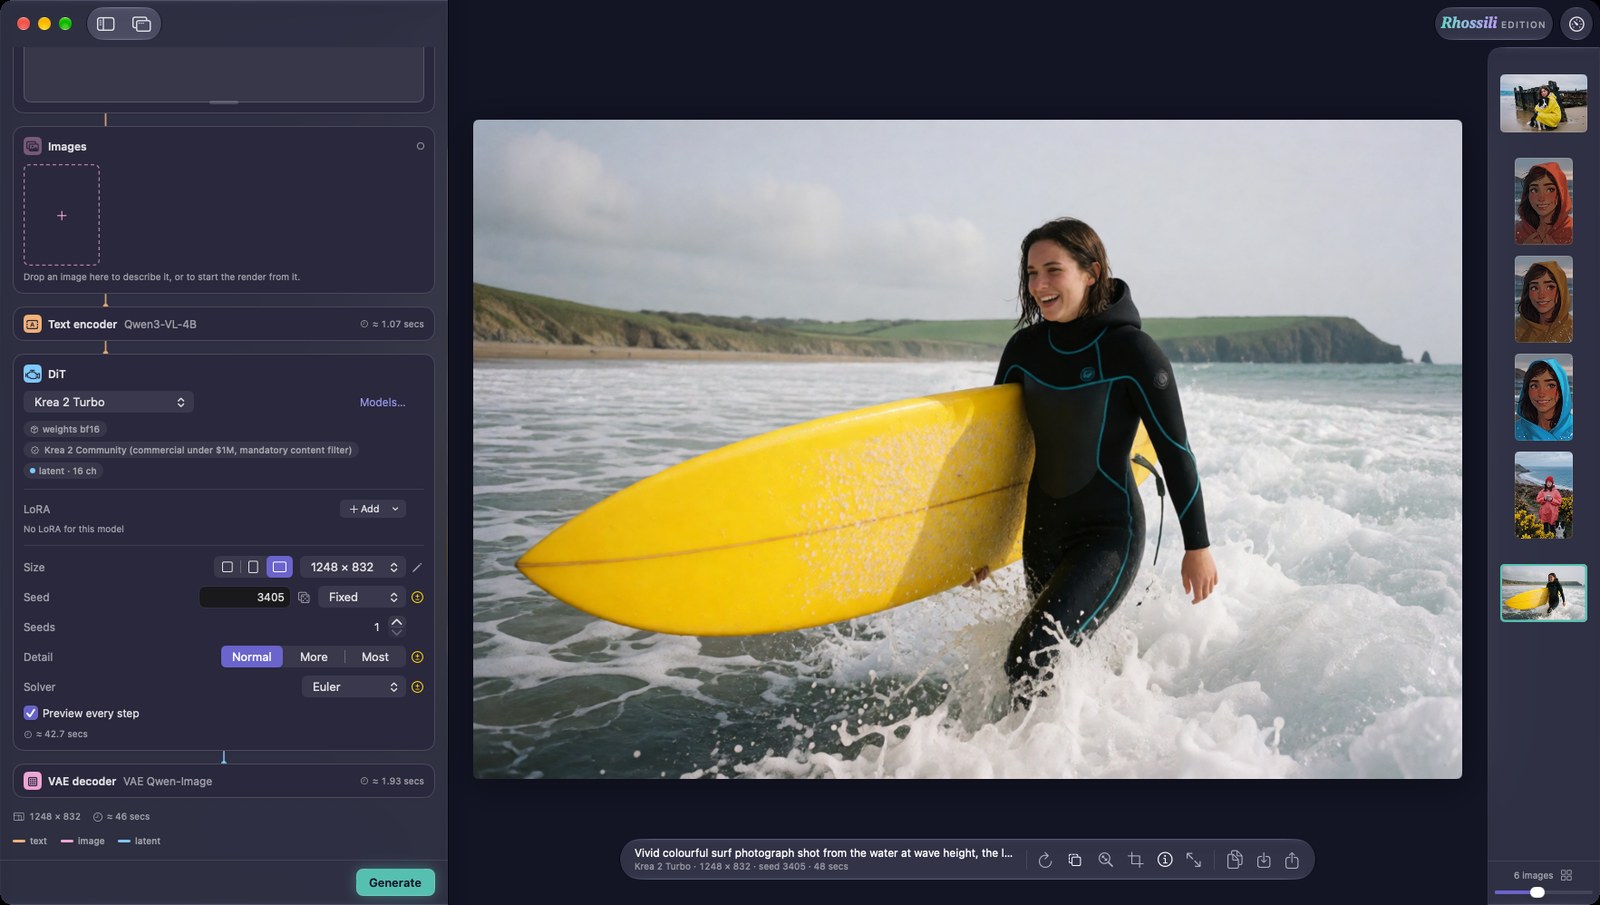 Rhossili EDITION
Images
+
Drop an image here to describe it, or to start the render from it.
A
Text encoder Qwen3-VL-4B ≈ 1.07 secs
DiT
Krea 2 Turbo Models...
weights bf16
Krea 2 Community (commercial under $1M, mandatory content filter)
latent · 16 ch
LoRA + Add
No LoRA for this model
Size 1248 × 832
Seed 3405 Fixed
Seeds 1
Detail Normal More Most
Solver Euler
Preview every step
≈ 42.7 secs
VAE decoder VAE Qwen-Image ≈ 1.93 secs
1248 × 832 ≈ 46 secs
text image latent
Generate
Vivid colourful surf photograph shot from the water at wave height, the l...
Krea 2 Turbo · 1248 × 832 · seed 3405 · 48 secs
6 images